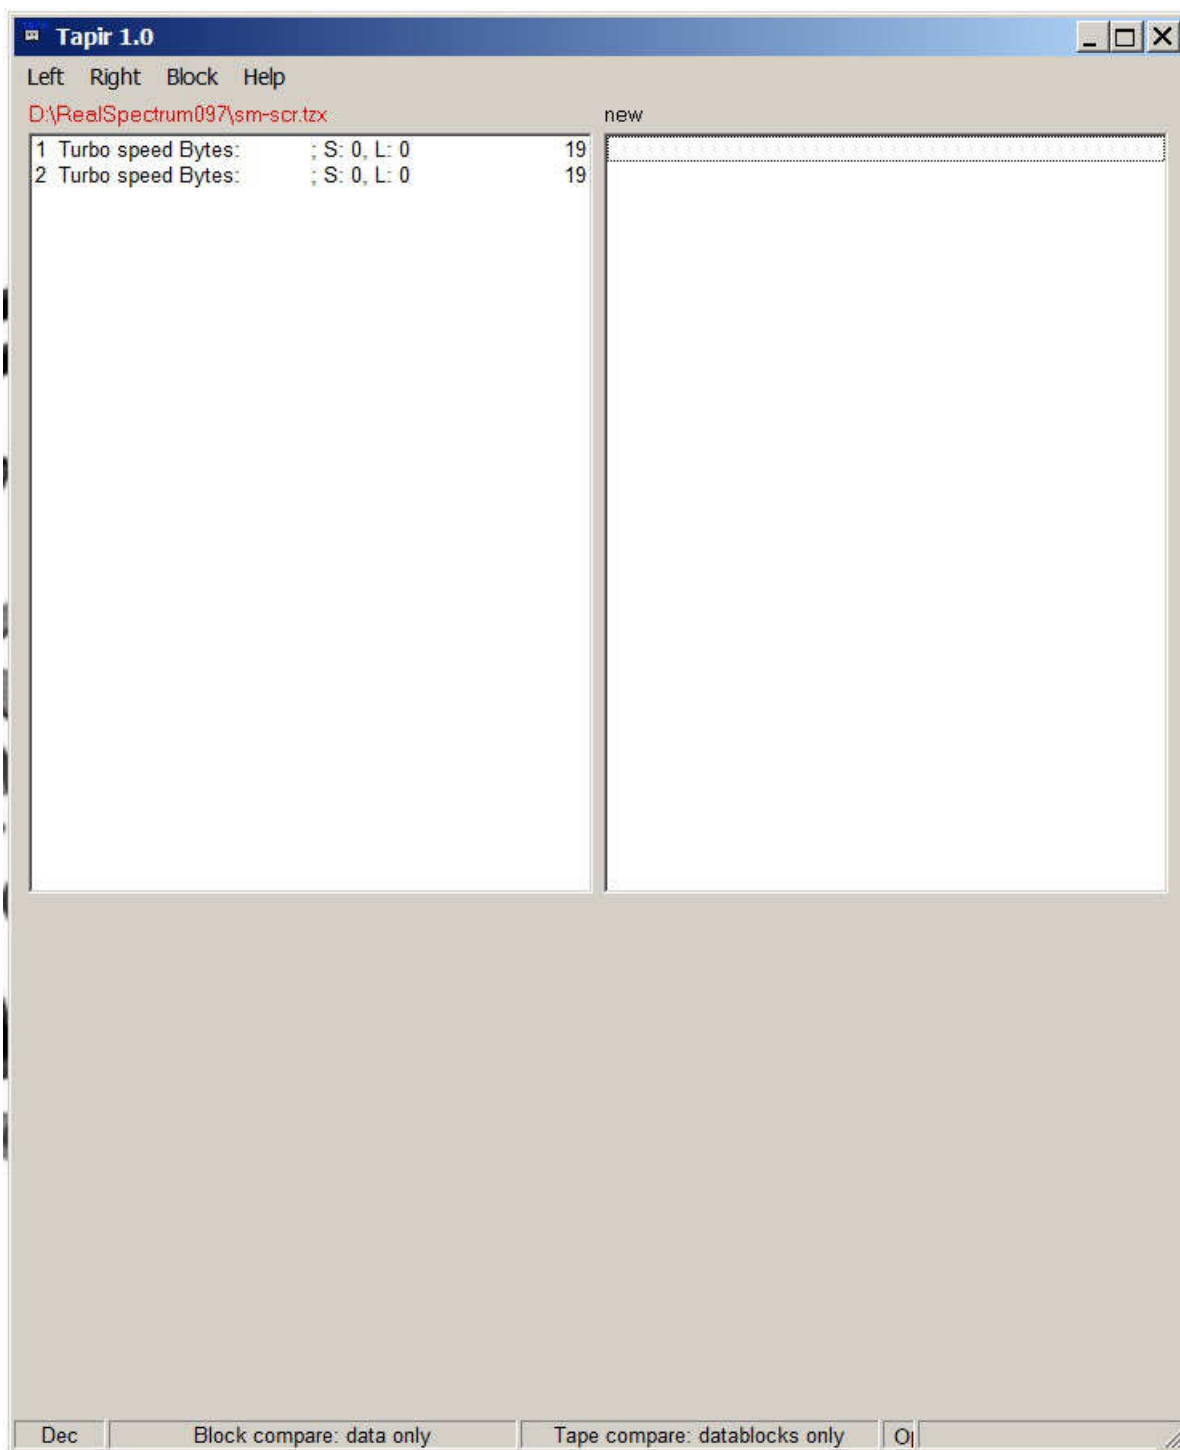 Tapir 1.0
Left Right Block Help
D:\RealSpectrum097\sm-scr.tzx
new
1 Turbo speed Bytes: ; S: 0, L: 0 19
2 Turbo speed Bytes: ; S: 0, L: 0 19
Dec Block compare: data only Tape compare: datablocks only